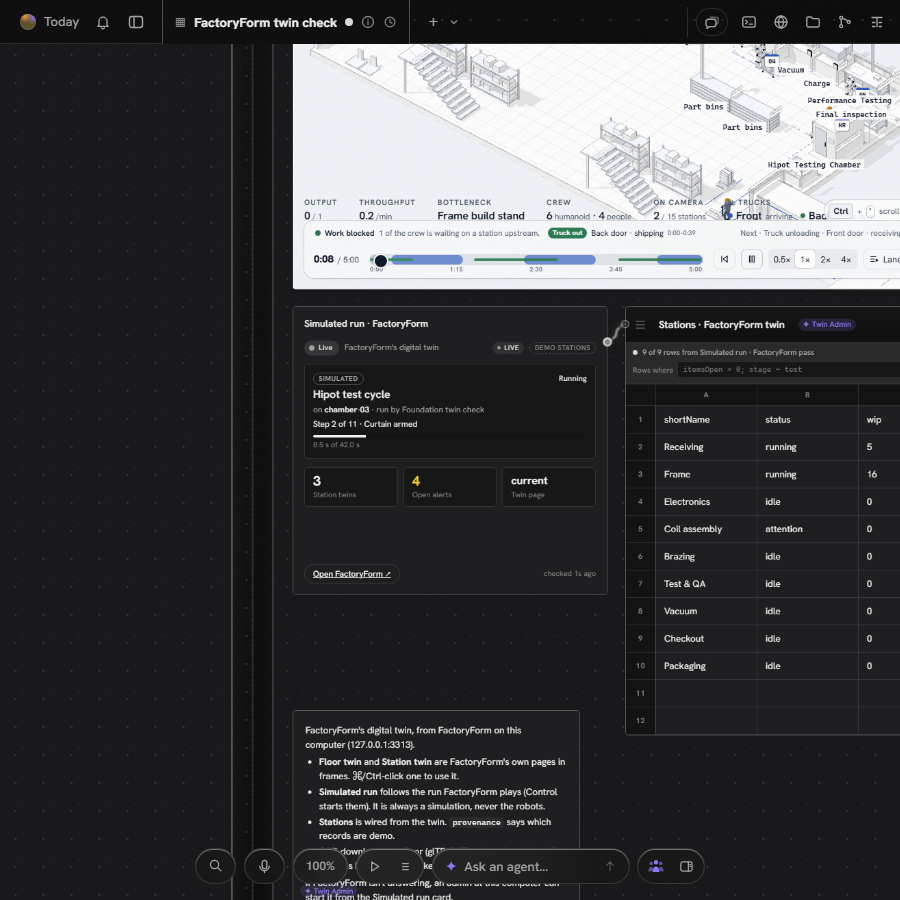 Today
FactoryForm twin check
04
Vacuum
Charge
Performance Testing
Part bins
Final inspection
HR
Part bins
Hipot Testing Chamber
OUTPUT THROUGHPUT BOTTLENECK CREW ON CAMERA TRUCKS
0 / 1 0.2 /min Frame build stand 6 humanoid · 4 people 2 / 15 stations Front arriving Bac
Ctrl + scroll
Work blocked 1 of the crew is waiting on a station upstream. Truck out Back door · shipping 0:00-0:39 Next · Truck unloading · Front door · receiving
0:08 / 5:00 0.5× 1× 2× 4× Lane
0:00 1:15 2:30 3:45 5:00
Simulated run · FactoryForm
Live FactoryForm's digital twin LIVE DEMO STATIONS
SIMULATED Running
Hipot test cycle
on chamber-03 · run by Foundation twin check
Step 2 of 11 · Curtain armed
8.5 s of 42.0 s
3 4 current
Station twins Open alerts Twin page
Open FactoryForm ↗ checked 1s ago
Stations · FactoryForm twin Twin Admin
9 of 9 rows from Simulated run · FactoryForm pass
Rows where itemsOpen > 0; stage = test
A B
1 shortName status wip
2 Receiving running 5
3 Frame running 16
4 Electronics idle 0
5 Coil assembly attention 0
6 Brazing idle 0
7 Test & QA idle 0
8 Vacuum idle 0
9 Checkout idle 0
10 Packaging idle 0
11
12
FactoryForm's digital twin, from FactoryForm on this
computer (127.0.0.1:3313).
• Floor twin and Station twin are FactoryForm's own pages in
frames. ⌘/Ctrl-click one to use it.
• Simulated run follows the run FactoryForm plays (Control
starts them). It is always a simulation, never the robots.
• Stations is wired from the twin. provenance says which
records are demo.
100% Ask an agent...
If FactoryForm isn't answering, an admin at this computer can
Twin Admin
start it from the Simulated run card.